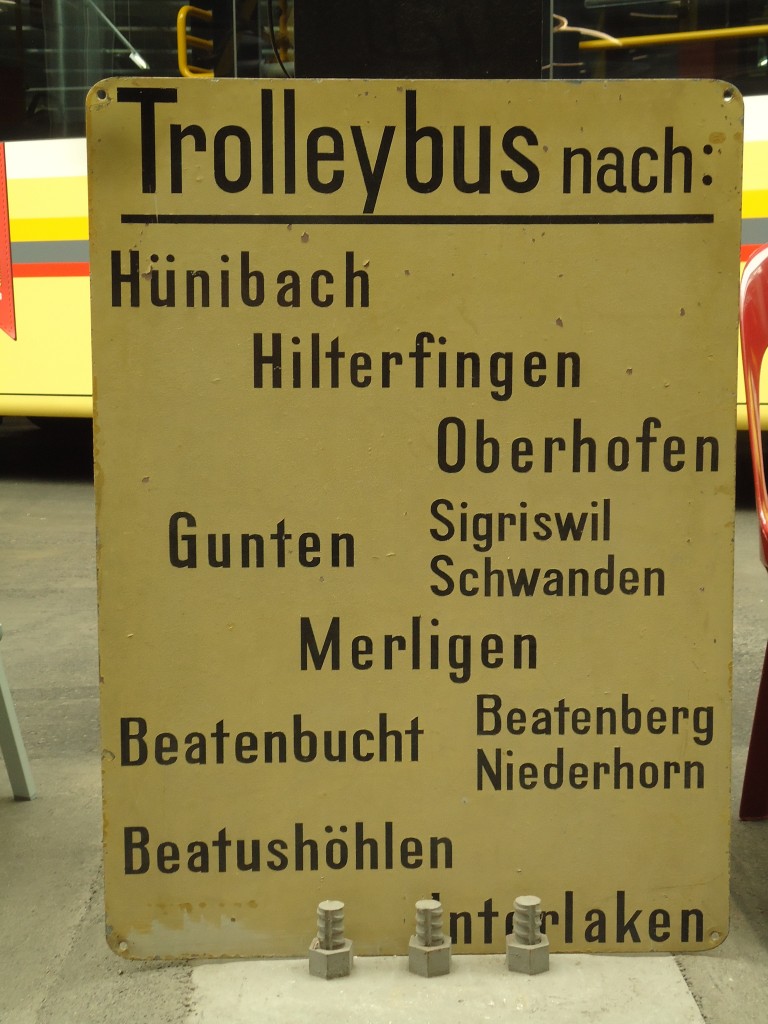 Trolleybus nach:
Hünibach
Hilterfingen
Oberhofen
Gunten
Sigriswil
Schwanden
Merligen
Beatenbucht
Beatenberg
Niederhorn
Beatushöhlen
Interlaken